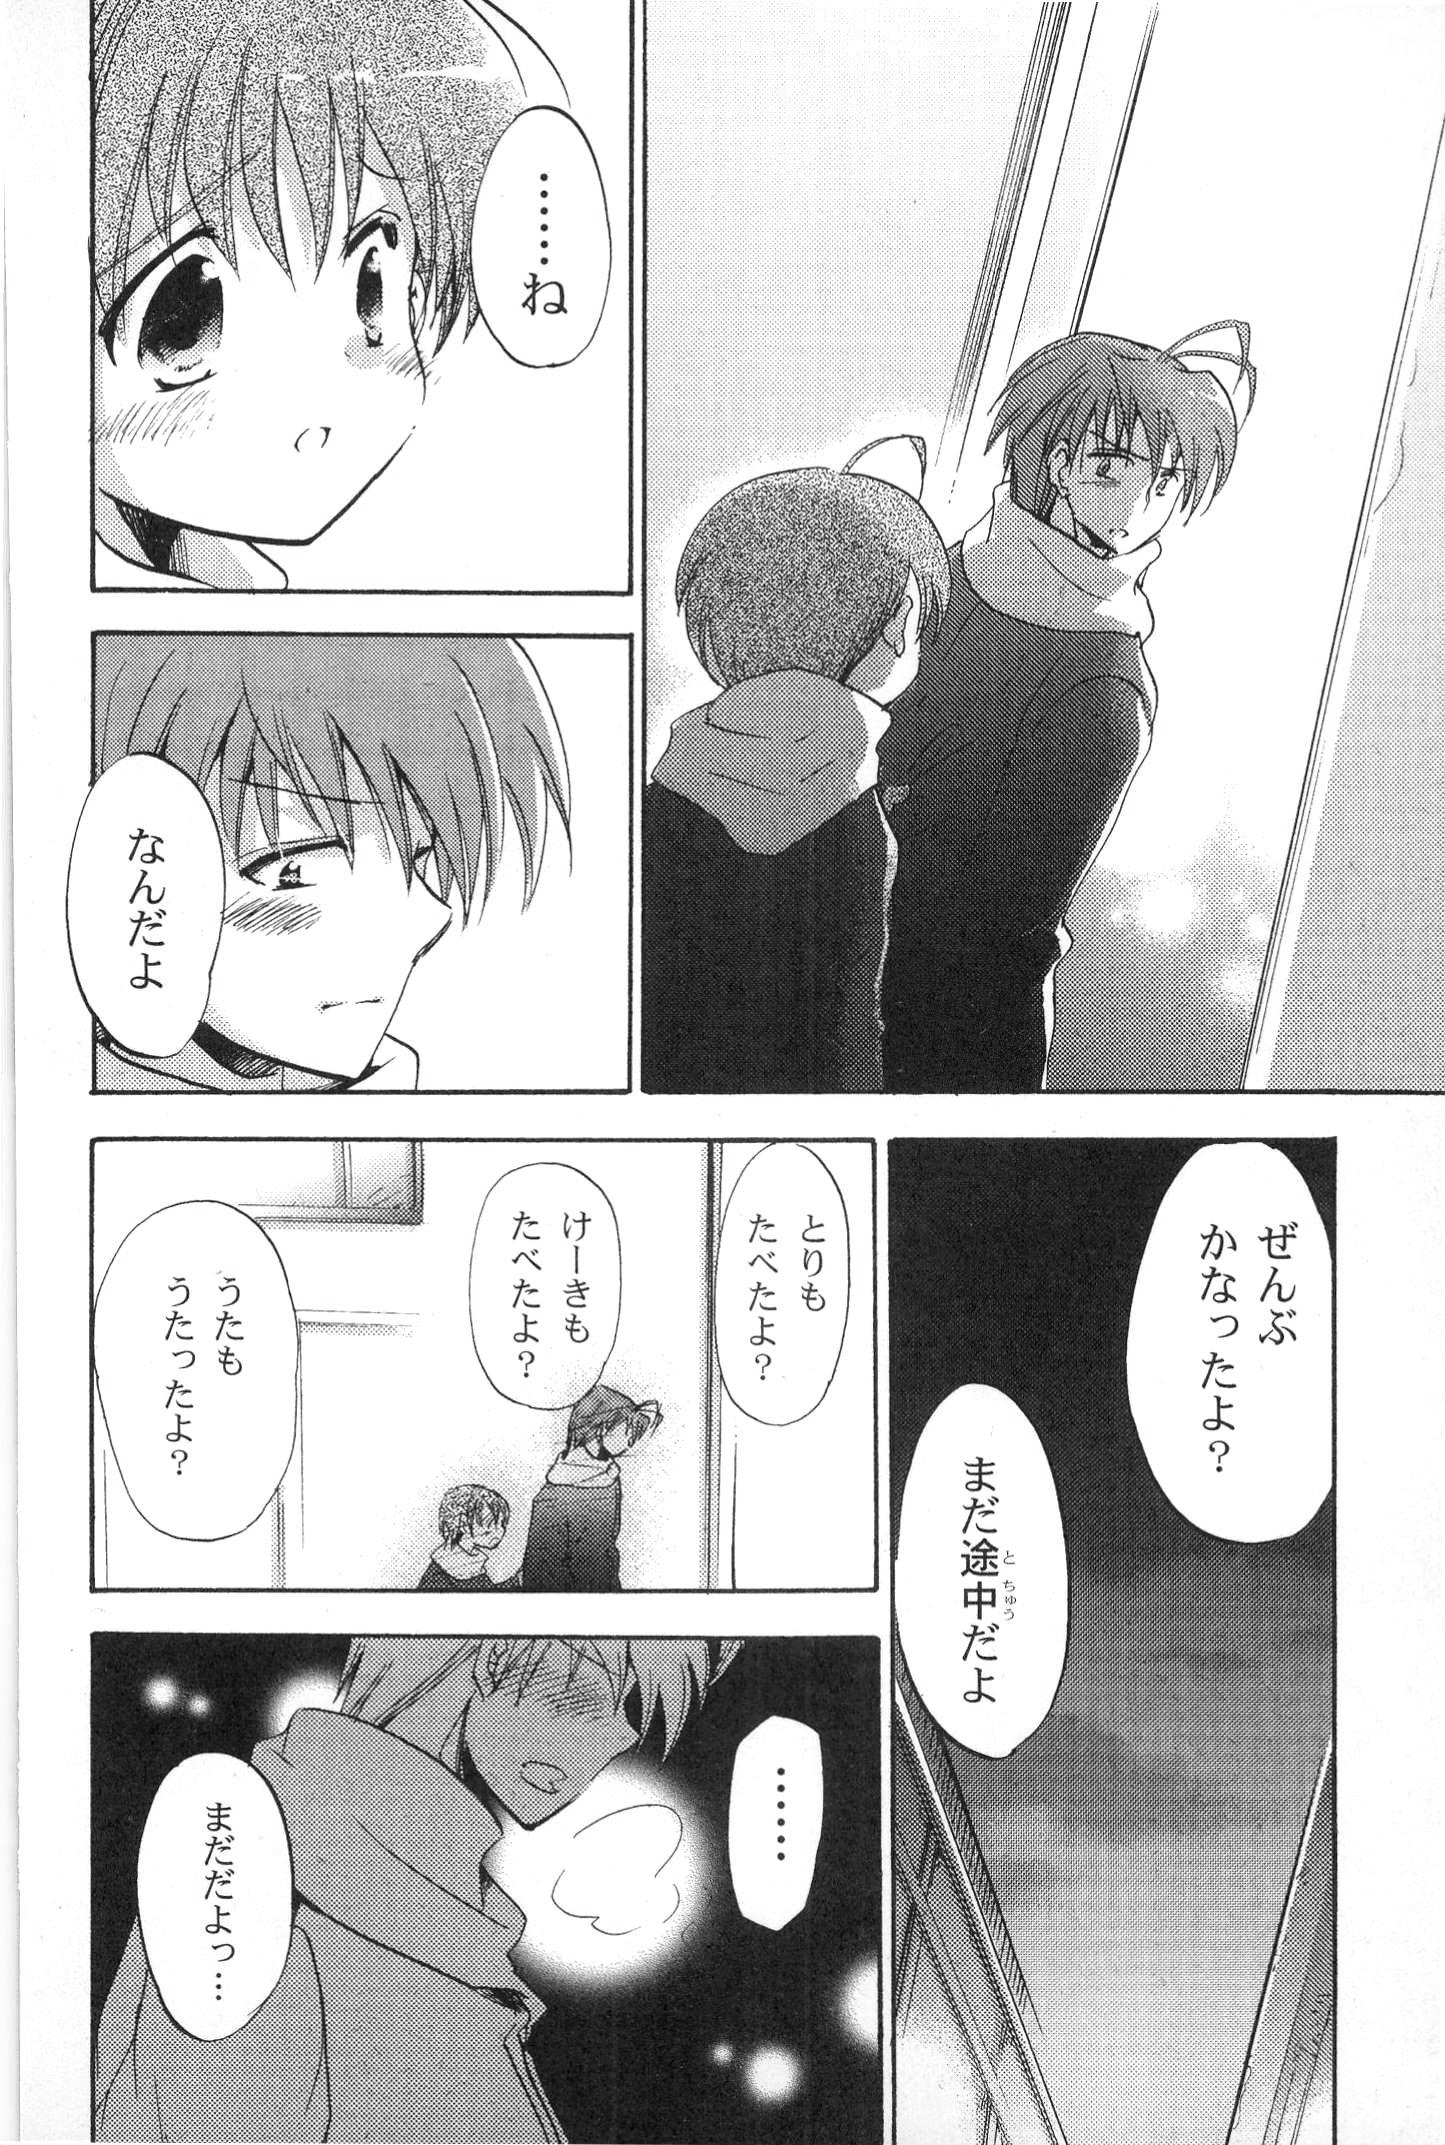 ……ね
なんだよ
ぜんぶ
かなったよ?
まだ途中だよ
とちゅう
とりも
たべたよ?
けーきも
たべたよ?
うたも
うたったよ?
……
まだだよっ…